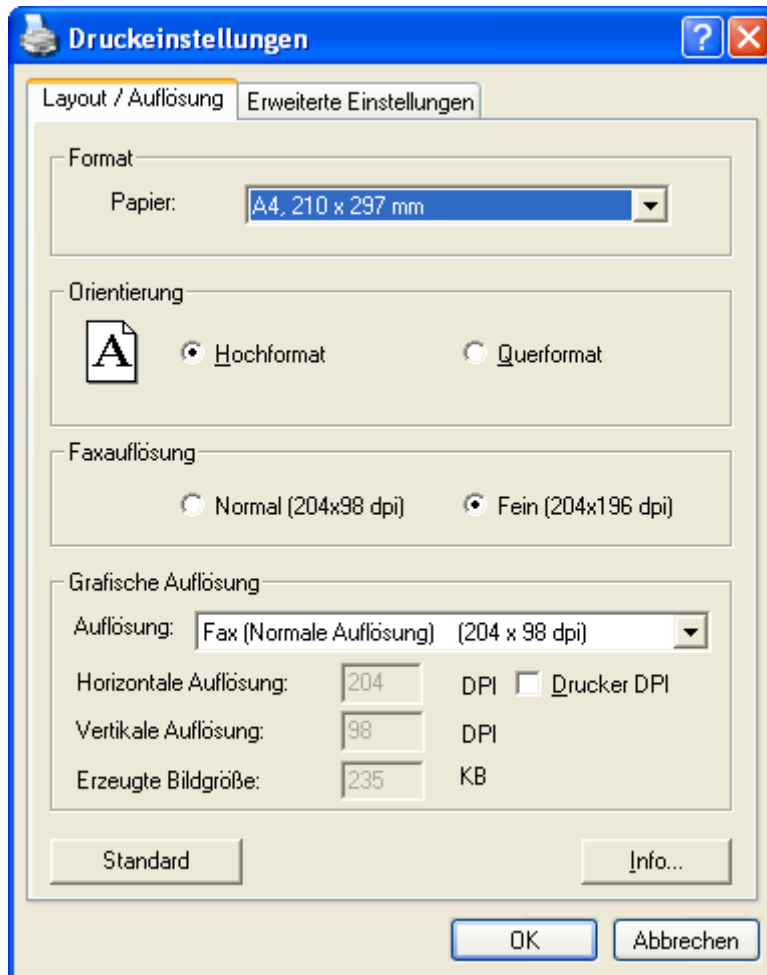 Druckeinstellungen
Layout / Auflösung Erweiterte Einstellungen
Format
Papier: A4, 210 x 297 mm
Orientierung
A Hochformat Querformat
Faxauflösung
Normal (204x98 dpi) Fein (204x196 dpi)
Grafische Auflösung
Auflösung: Fax (Normale Auflösung) (204 x 98 dpi)
Horizontale Auflösung: 204 DPI Drucker DPI
Vertikale Auflösung: 98 DPI
Erzeugte Bildgröße: 235 KB
Standard Info...
OK Abbrechen